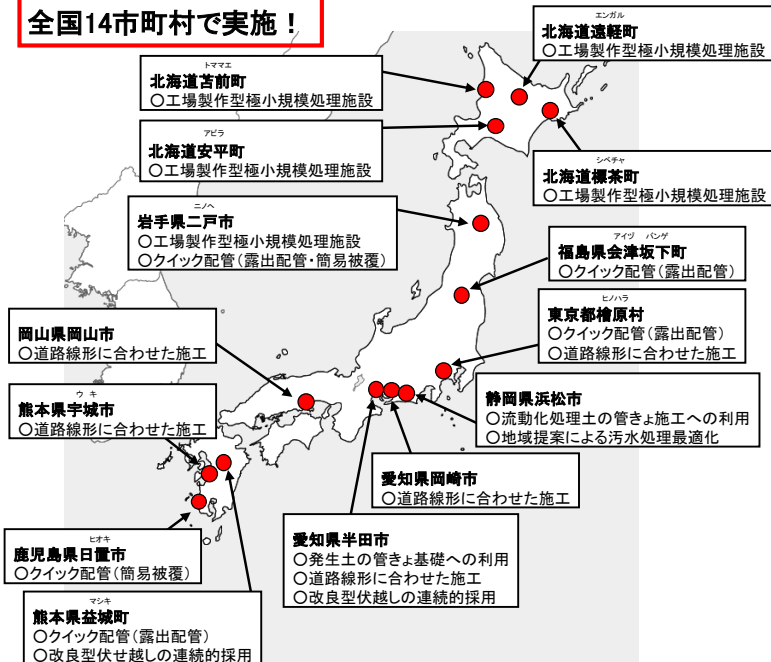 全国14市町村で実施！
エンガル
北海道遠軽町
○工場製作型極小規模処理施設
トママエ
北海道苫前町
○工場製作型極小規模処理施設
アビラ
北海道安平町
○工場製作型極小規模処理施設
シベチャ
北海道標茶町
○工場製作型極小規模処理施設
ニノヘ
岩手県二戸市
○工場製作型極小規模処理施設
○クイック配管（露出配管・簡易被覆）
アイヅ　バンゲ
福島県会津坂下町
○クイック配管（露出配管）
ヒノハラ
東京都檜原村
○クイック配管（露出配管）
○道路線形に合わせた施工
岡山県岡山市
○道路線形に合わせた施工
ウ キ
熊本県宇城市
○道路線形に合わせた施工
静岡県浜松市
○流動化処理土の管きょ施工への利用
○地域提案による汚水処理最適化
愛知県岡崎市
○道路線形に合わせた施工
ヒオキ
鹿児島県日置市
○クイック配管（簡易被覆）
愛知県半田市
○発生土の管きょ基礎への利用
○道路線形に合わせた施工
○改良型伏越しの連続的採用
マシキ
熊本県益城町
○クイック配管（露出配管）
○改良型伏せ越しの連続的採用